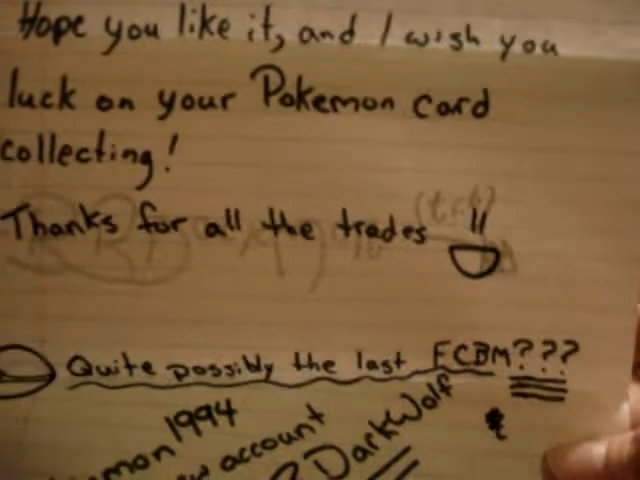 Hope you like it, and I wish you
luck on your Pokemon card
collecting!
Thanks for all the trades
Quite possibly the last FCBM???
1994
account
DarkWolf